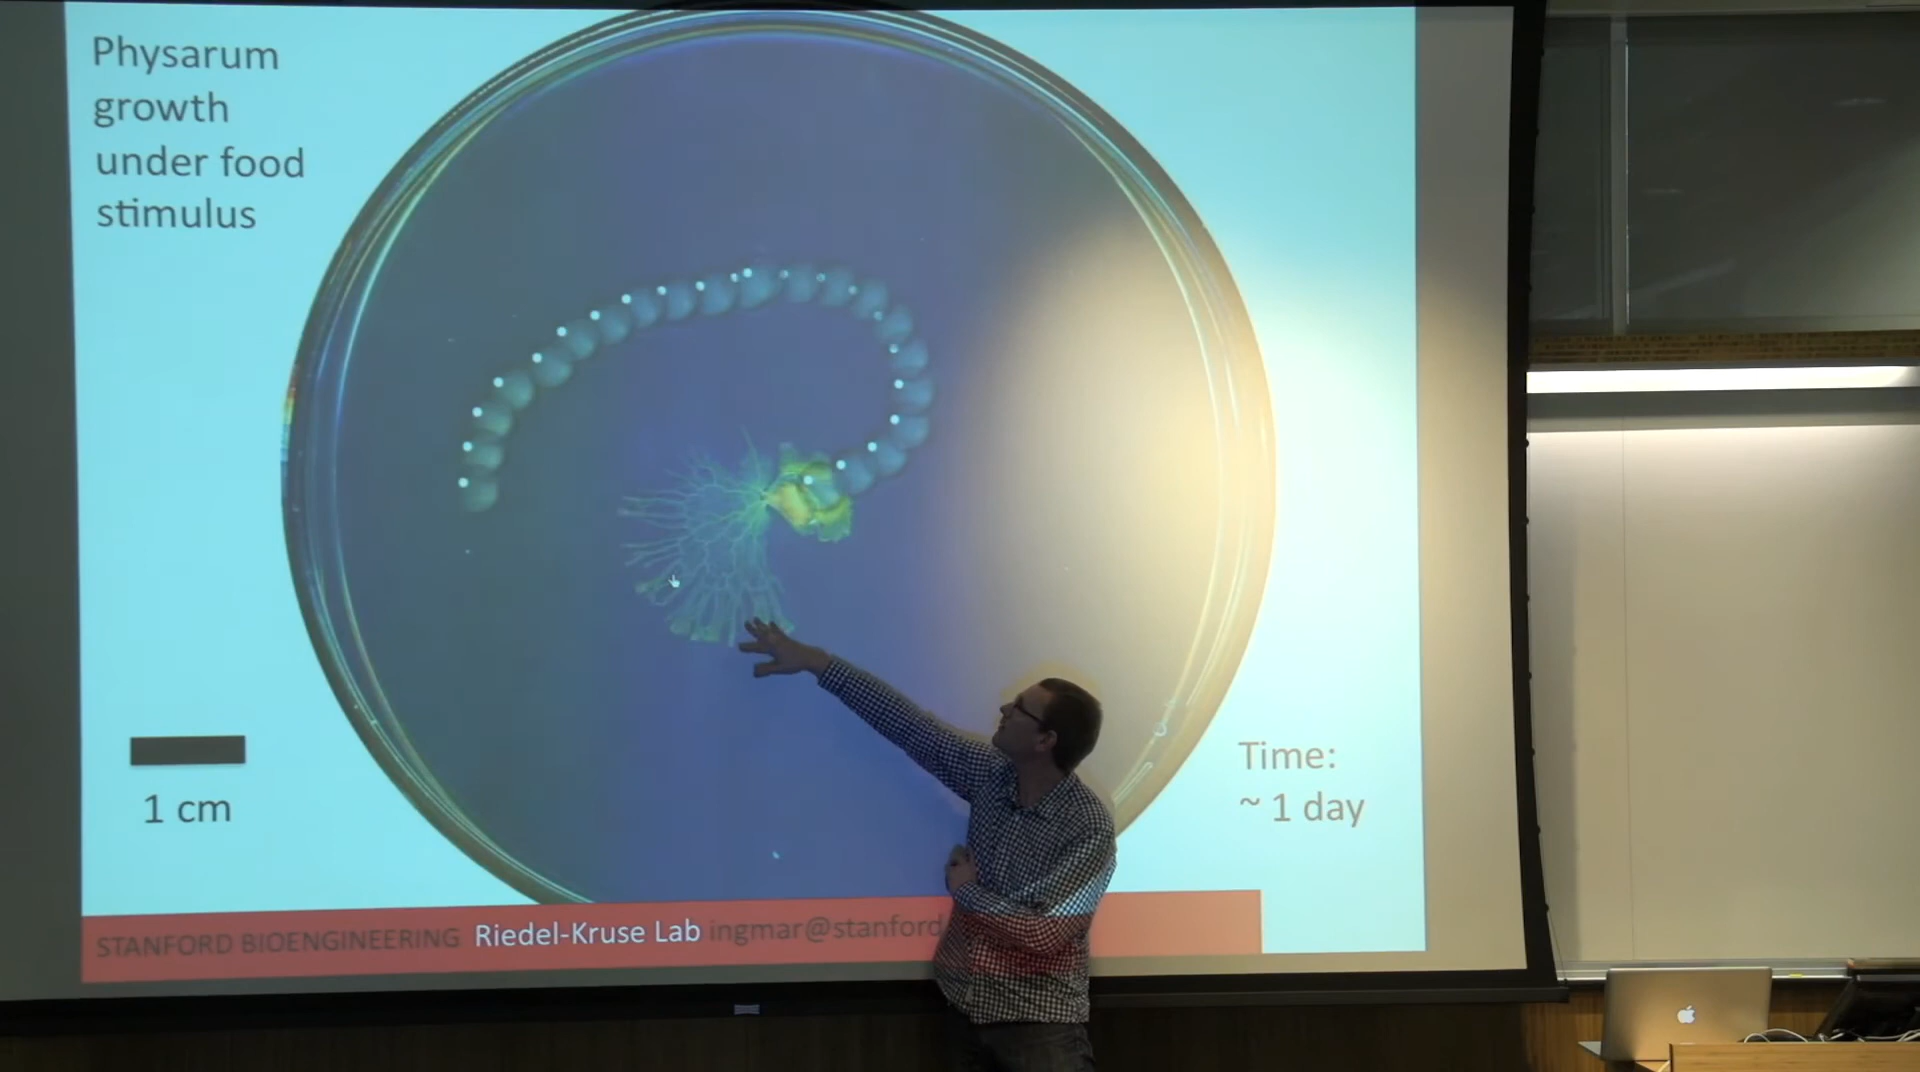 Physarum
growth
under food
stimulus
1 cm
Time:
~ 1 day
STANFORD BIOENGINEERING Riedel-Kruse Lab ingmar@stanford